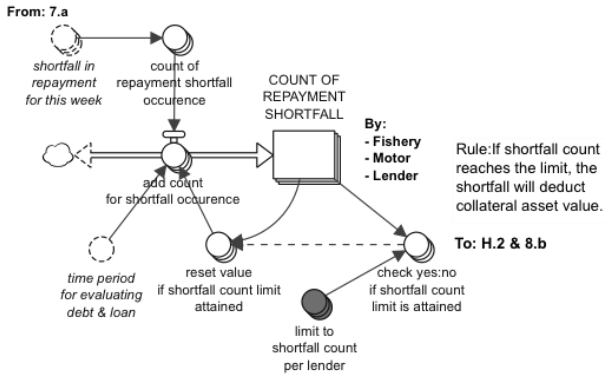 From: 7.a
shortfall in
repayment
for this week
count of
repayment shortfall
occurence
COUNT OF
REPAYMENT
SHORTFALL
By:
- Fishery
- Motor
- Lender
Rule:If shortfall count
reaches the limit, the
shortfall will deduct
collateral asset value.
add count
for shortfall occurence
To: H.2 & 8.b
time period
for evaluating
debt & loan
reset value
if shortfall count limit
attained
check yes:no
if shortfall count
limit is attained
limit to
shortfall count
per lender